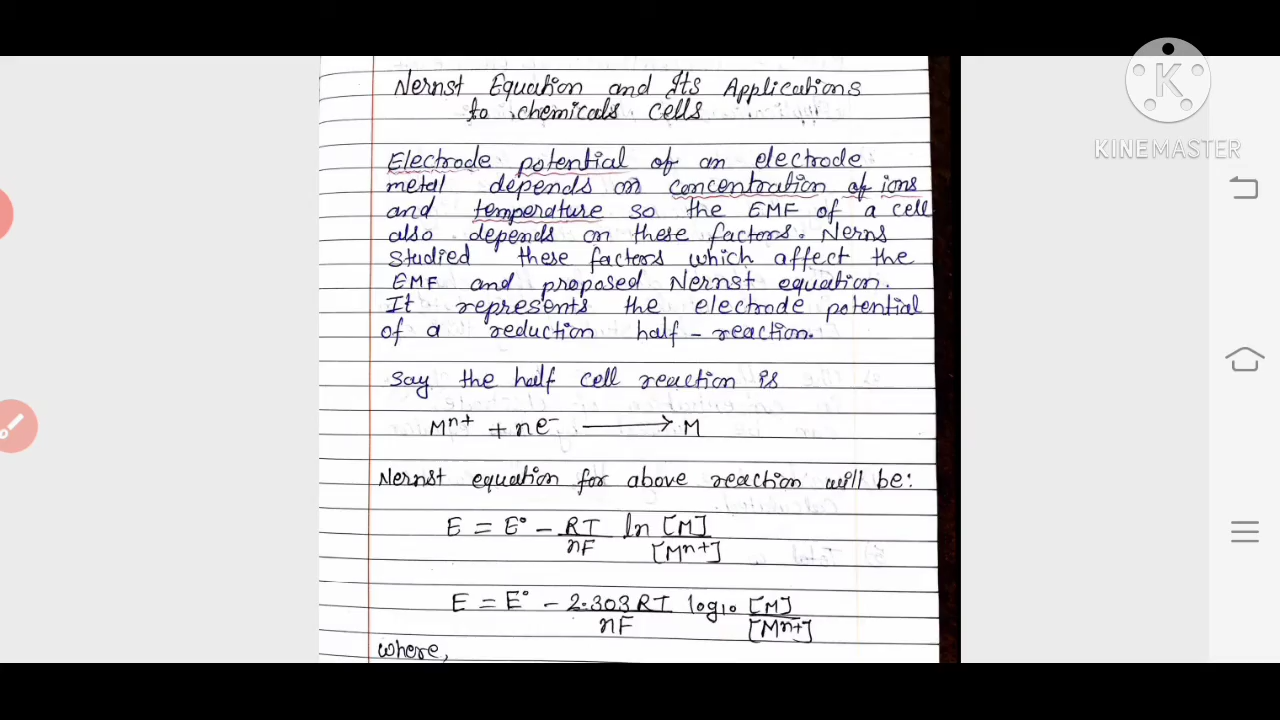 Nernst Equation and Its Applications
to chemicals cells
Electrode potential of an electrode
metal depends on concentration of ions
and temperature so the EMF of a cell
also depends on these factors. Nerns
studied these factors which affect the
EMF and proposed Nernst equation.
It represents the electrode potential
of a reduction half-reaction.
Say the half cell reaction is
Mⁿ⁺ + ne⁻ ⟶ M
Nernst equation for above reaction will be:
E = E° - RT/nF ln [M]/[Mⁿ⁺]
E = E° - 2.303RT/nF log₁₀ [M]/[Mⁿ⁺]
where,
K
KINEMASTER